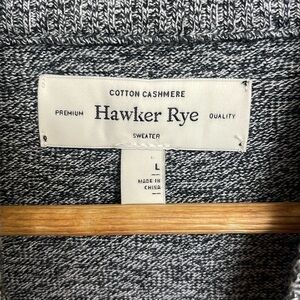 COTTON CASHMERE
PREMIUM Hawker Rye QUALITY
SWEATER
L
MADE IN
CHINA